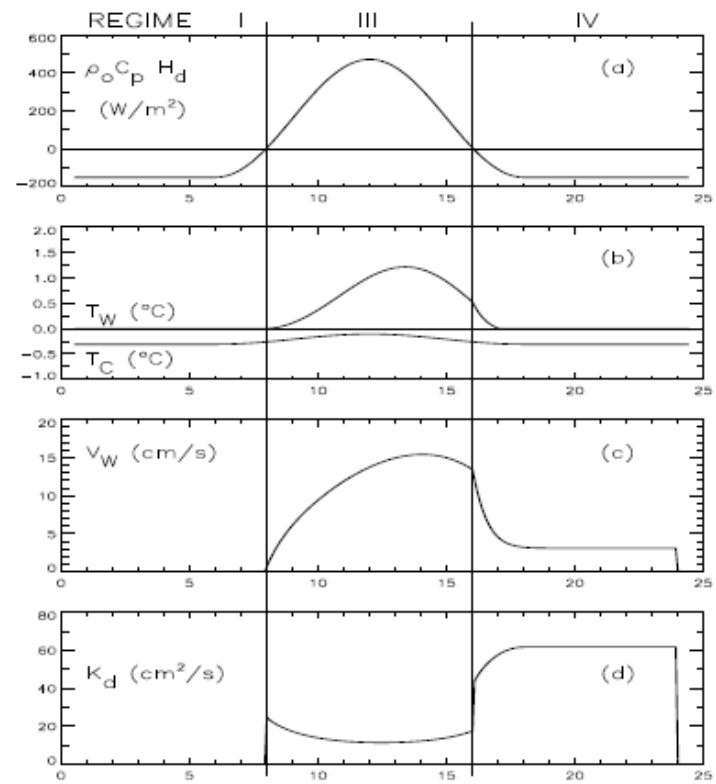 REGIME I III IV
600
400
200
0
−200
ρoCp Hd
(W/m²)
(a)
0 5 10 15 20 25
2.0
1.5
1.0
0.5
0.0
−0.5
−1.0
TW (°C)
TC (°C)
(b)
0 5 10 15 20 25
20
15
10
5
0
VW (cm/s)
(c)
0 5 10 15 20 25
80
60
40
20
0
Kd (cm²/s)
(d)
0 5 10 15 20 25